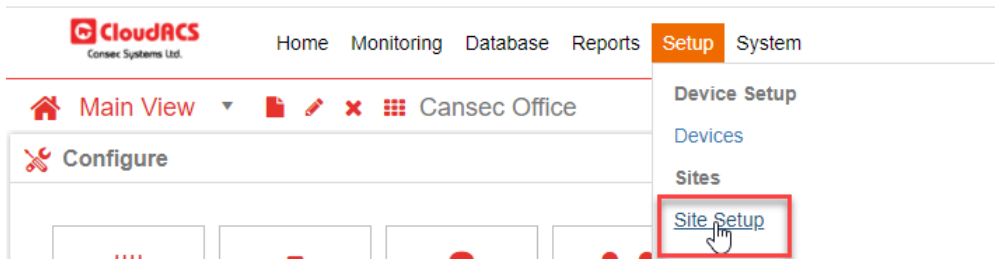 CloudACS
Consec Systems Ltd.
Home Monitoring Database Reports Setup System
Main View Cansec Office
Configure
Device Setup
Devices
Sites
Site Setup